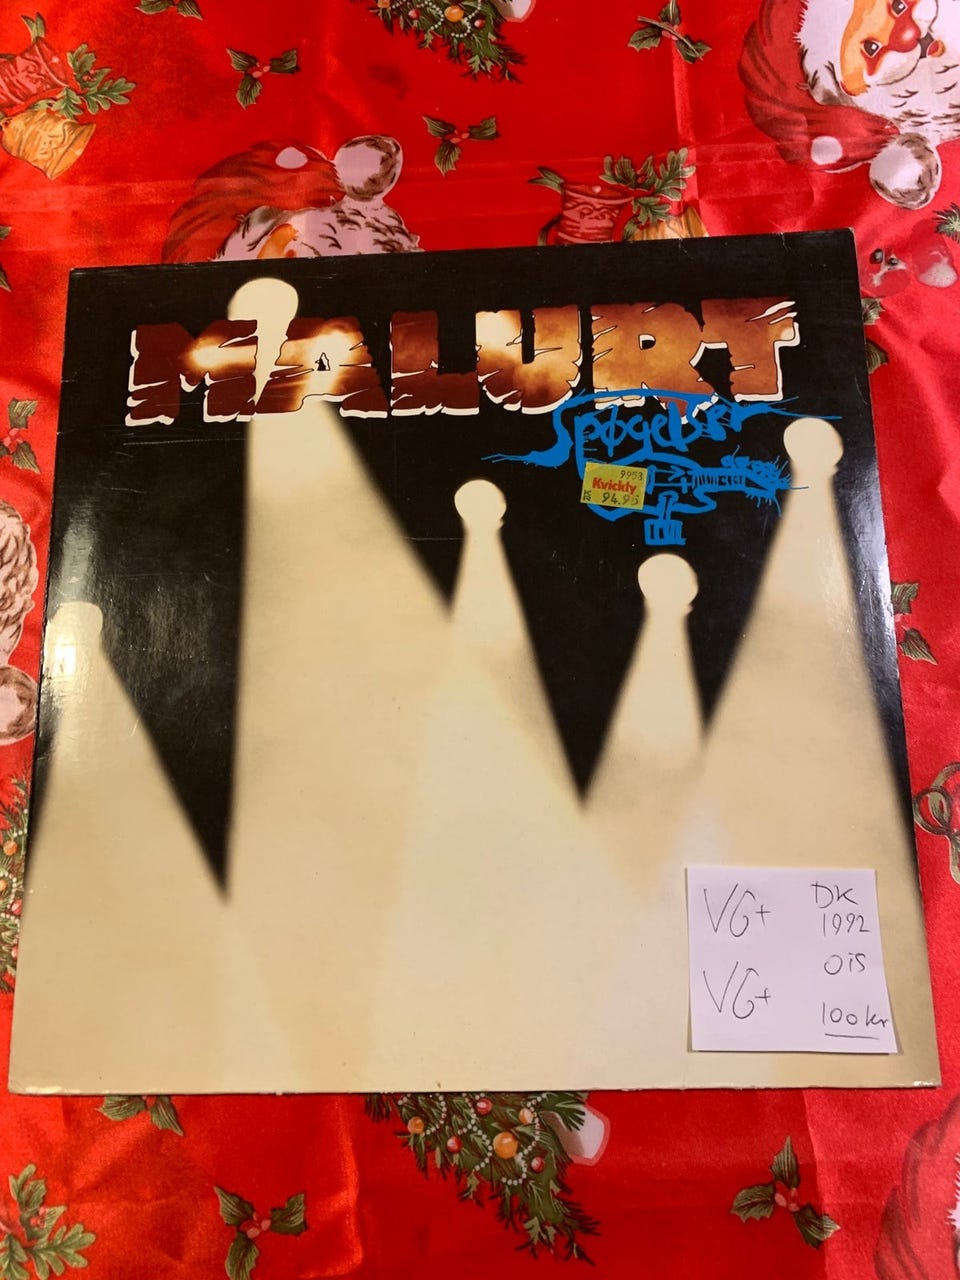 MALURT
Spøgelser
9953
Kvickly
94.95
VG+
VG+
DK
1992
OiS
100 kr